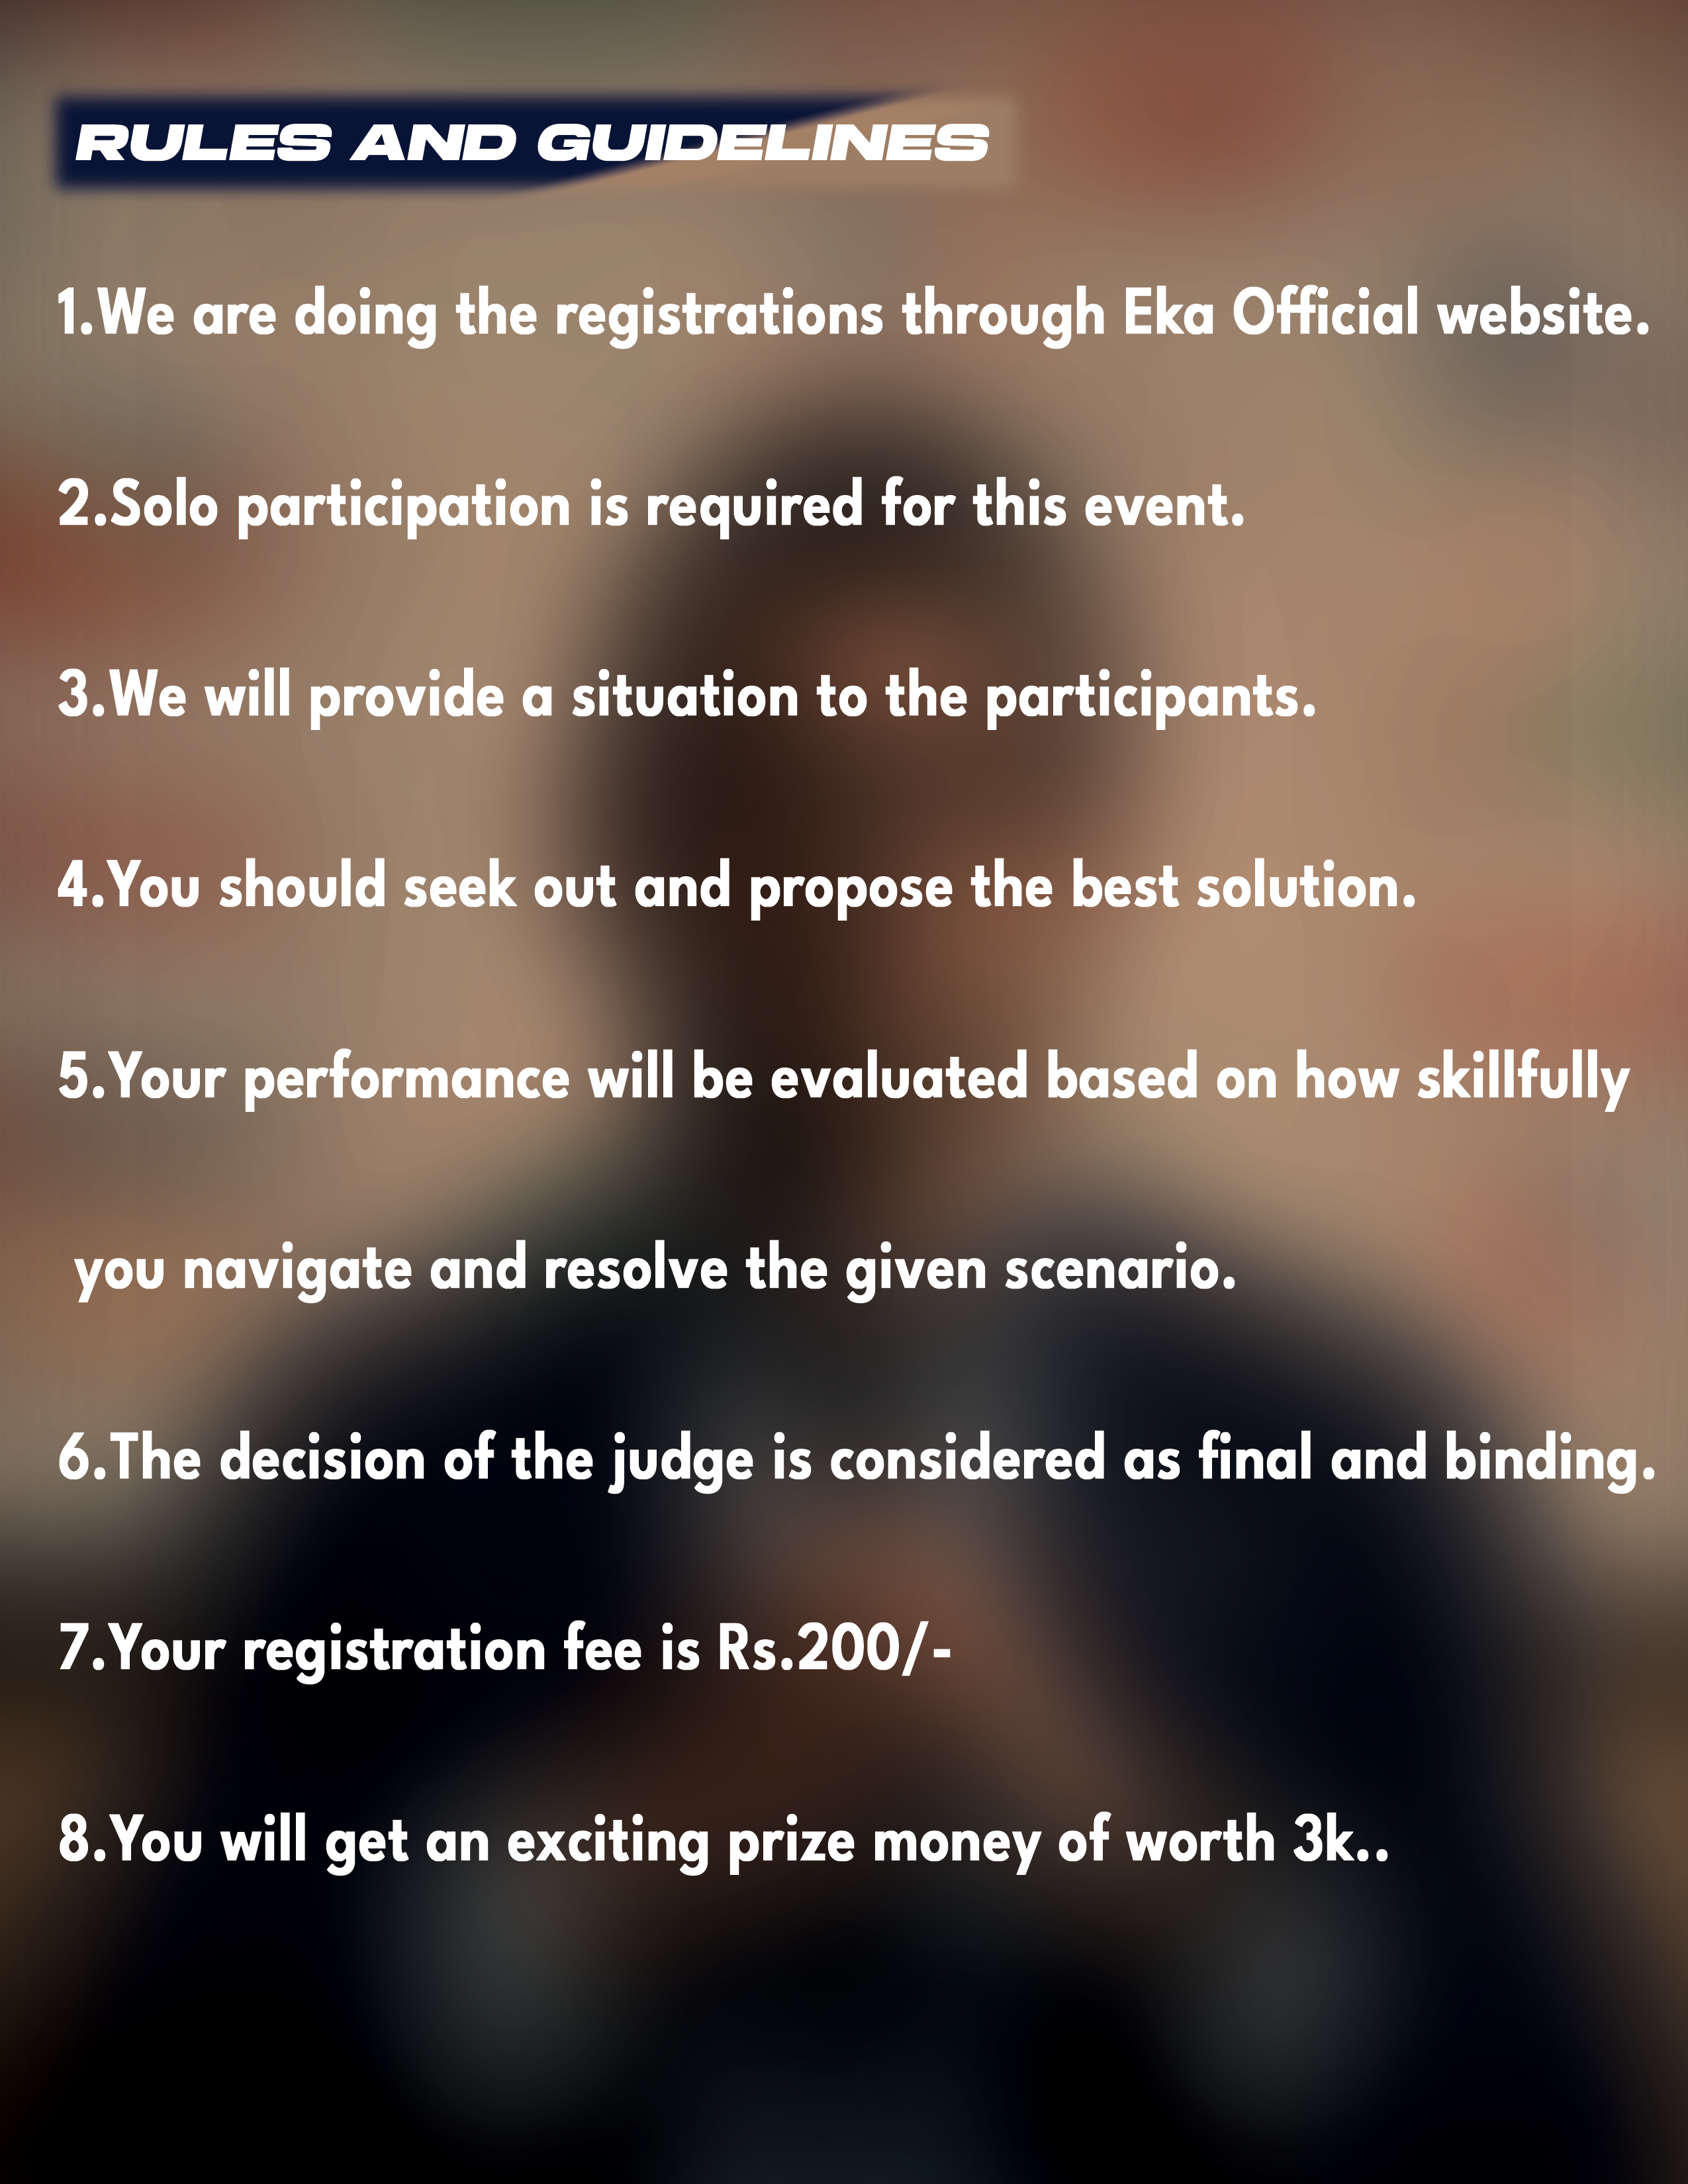 RULES AND GUIDELINES
1.We are doing the registrations through Eka Official website.
2.Solo participation is required for this event.
3.We will provide a situation to the participants.
4.You should seek out and propose the best solution.
5.Your performance will be evaluated based on how skillfully
you navigate and resolve the given scenario.
6.The decision of the judge is considered as final and binding.
7.Your registration fee is Rs.200/-
8.You will get an exciting prize money of worth 3k..